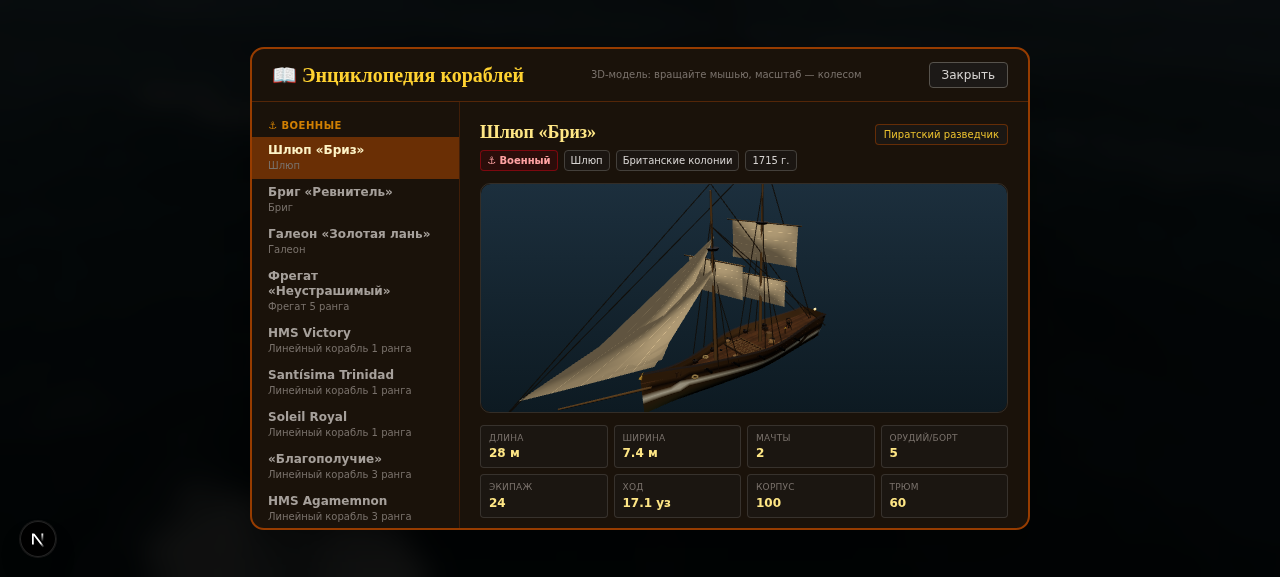 📖 Энциклопедия кораблей
3D-модель: вращайте мышью, масштаб — колесом
Закрыть
⚓ ВОЕННЫЕ
Шлюп «Бриз»
Шлюп
Бриг «Ревнитель»
Бриг
Галеон «Золотая лань»
Галеон
Фрегат
«Неустрашимый»
Фрегат 5 ранга
HMS Victory
Линейный корабль 1 ранга
Santísima Trinidad
Линейный корабль 1 ранга
Soleil Royal
Линейный корабль 1 ранга
«Благополучие»
Линейный корабль 3 ранга
HMS Agamemnon
Линейный корабль 3 ранга
Шлюп «Бриз»
Пиратский разведчик
⚓ Военный
Шлюп
Британские колонии
1715 г.
ДЛИНА
28 м
ШИРИНА
7.4 м
МАЧТЫ
2
ОРУДИЙ/БОРТ
5
ЭКИПАЖ
24
ХОД
17.1 уз
КОРПУС
100
ТРЮМ
60
N